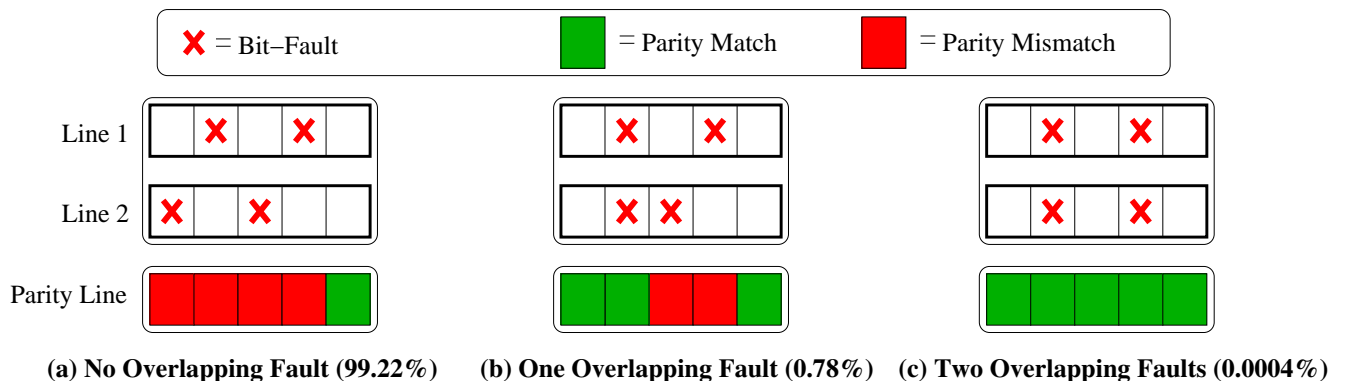 = Bit–Fault = Parity Match = Parity Mismatch
Line 1
Line 2
Parity Line
(a) No Overlapping Fault (99.22%) (b) One Overlapping Fault (0.78%) (c) Two Overlapping Faults (0.0004%)